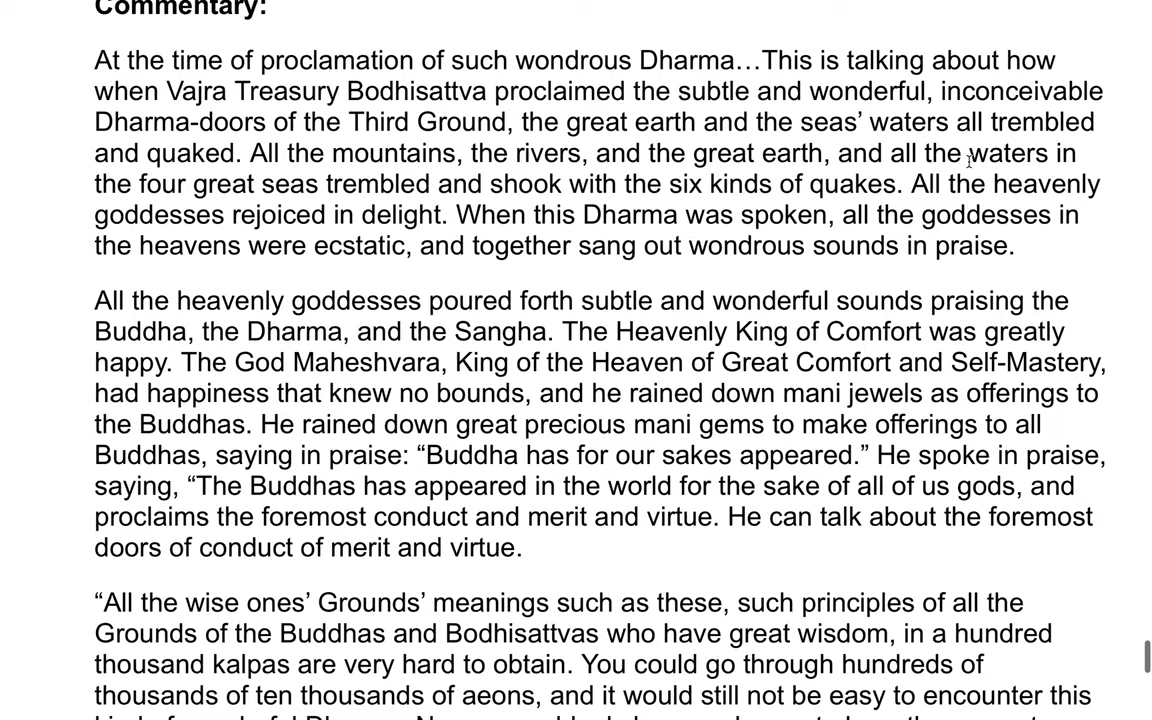 Commentary:
At the time of proclamation of such wondrous Dharma…This is talking about how
when Vajra Treasury Bodhisattva proclaimed the subtle and wonderful, inconceivable
Dharma-doors of the Third Ground, the great earth and the seas’ waters all trembled
and quaked. All the mountains, the rivers, and the great earth, and all the waters in
the four great seas trembled and shook with the six kinds of quakes. All the heavenly
goddesses rejoiced in delight. When this Dharma was spoken, all the goddesses in
the heavens were ecstatic, and together sang out wondrous sounds in praise.
All the heavenly goddesses poured forth subtle and wonderful sounds praising the
Buddha, the Dharma, and the Sangha. The Heavenly King of Comfort was greatly
happy. The God Maheshvara, King of the Heaven of Great Comfort and Self-Mastery,
had happiness that knew no bounds, and he rained down mani jewels as offerings to
the Buddhas. He rained down great precious mani gems to make offerings to all
Buddhas, saying in praise: “Buddha has for our sakes appeared.” He spoke in praise,
saying, “The Buddhas has appeared in the world for the sake of all of us gods, and
proclaims the foremost conduct and merit and virtue. He can talk about the foremost
doors of conduct of merit and virtue.
“All the wise ones’ Grounds’ meanings such as these, such principles of all the
Grounds of the Buddhas and Bodhisattvas who have great wisdom, in a hundred
thousand kalpas are very hard to obtain. You could go through hundreds of
thousands of ten thousands of aeons, and it would still not be easy to encounter this